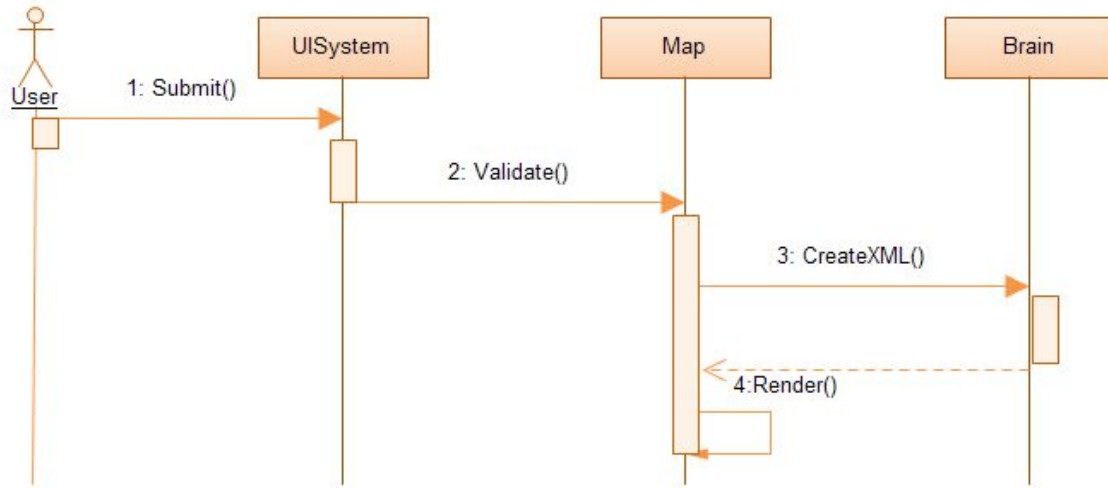 UISystem
Map
Brain
User
1: Submit()
2: Validate()
3: CreateXML()
4:Render()